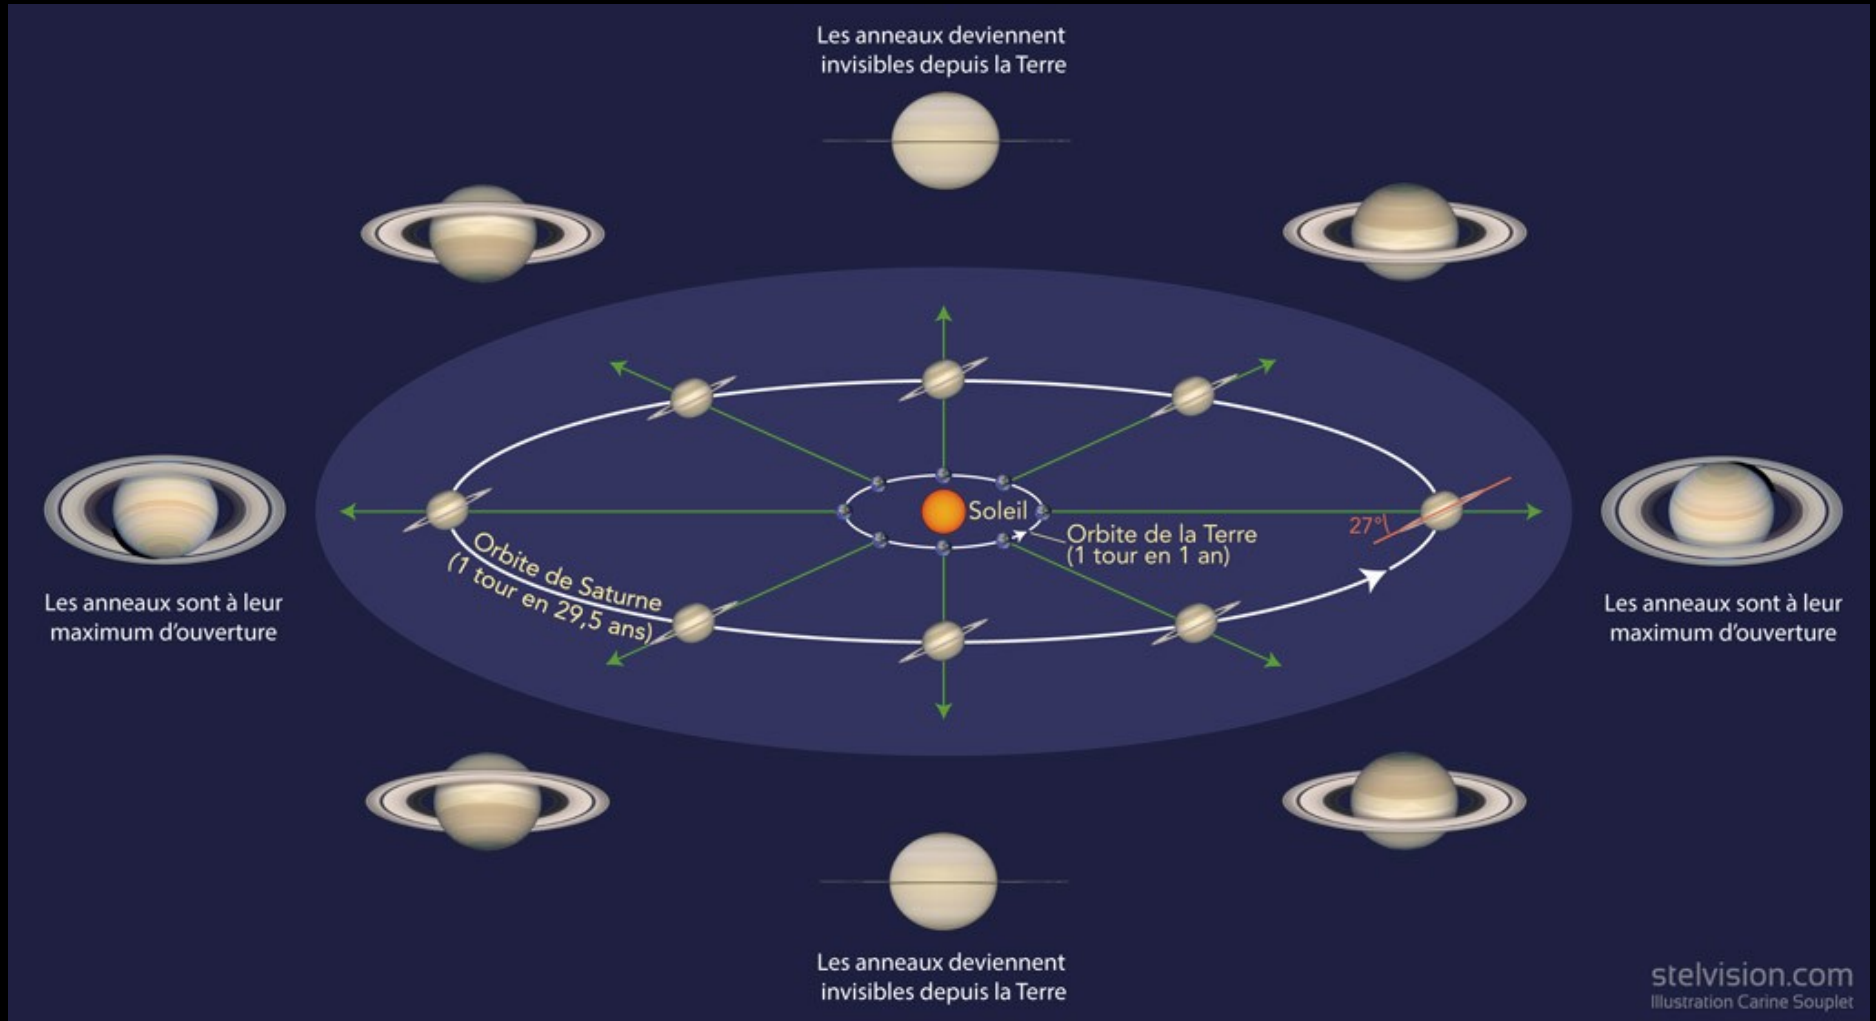 Les anneaux deviennent
invisibles depuis la Terre
Soleil
27°
Orbite de la Terre
(1 tour en 1 an)
Orbite de Saturne
(1 tour en 29,5 ans)
Les anneaux sont à leur
maximum d'ouverture
Les anneaux sont à leur
maximum d'ouverture
Les anneaux deviennent
invisibles depuis la Terre
stelvision.com
Illustration Carine Souplet